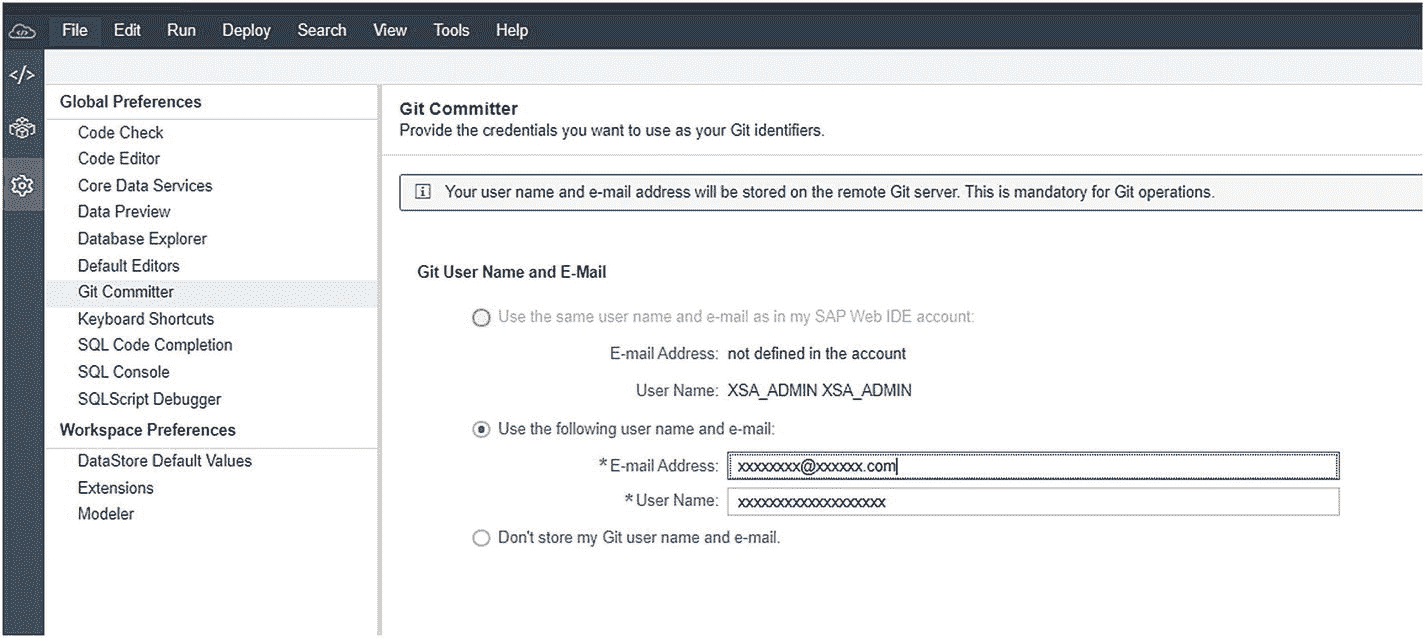 File Edit Run Deploy Search View Tools Help
Global Preferences
Code Check
Code Editor
Core Data Services
Data Preview
Database Explorer
Default Editors
Git Committer
Keyboard Shortcuts
SQL Code Completion
SQL Console
SQLScript Debugger
Workspace Preferences
DataStore Default Values
Extensions
Modeler
Git Committer
Provide the credentials you want to use as your Git identifiers.
Your user name and e-mail address will be stored on the remote Git server. This is mandatory for Git operations.
Git User Name and E-Mail
Use the same user name and e-mail as in my SAP Web IDE account:
E-mail Address: not defined in the account
User Name: XSA_ADMIN XSA_ADMIN
Use the following user name and e-mail:
*E-mail Address: xxxxxxxx@xxxxxx.com
*User Name: xxxxxxxxxxxxxxxxxx
Don't store my Git user name and e-mail.